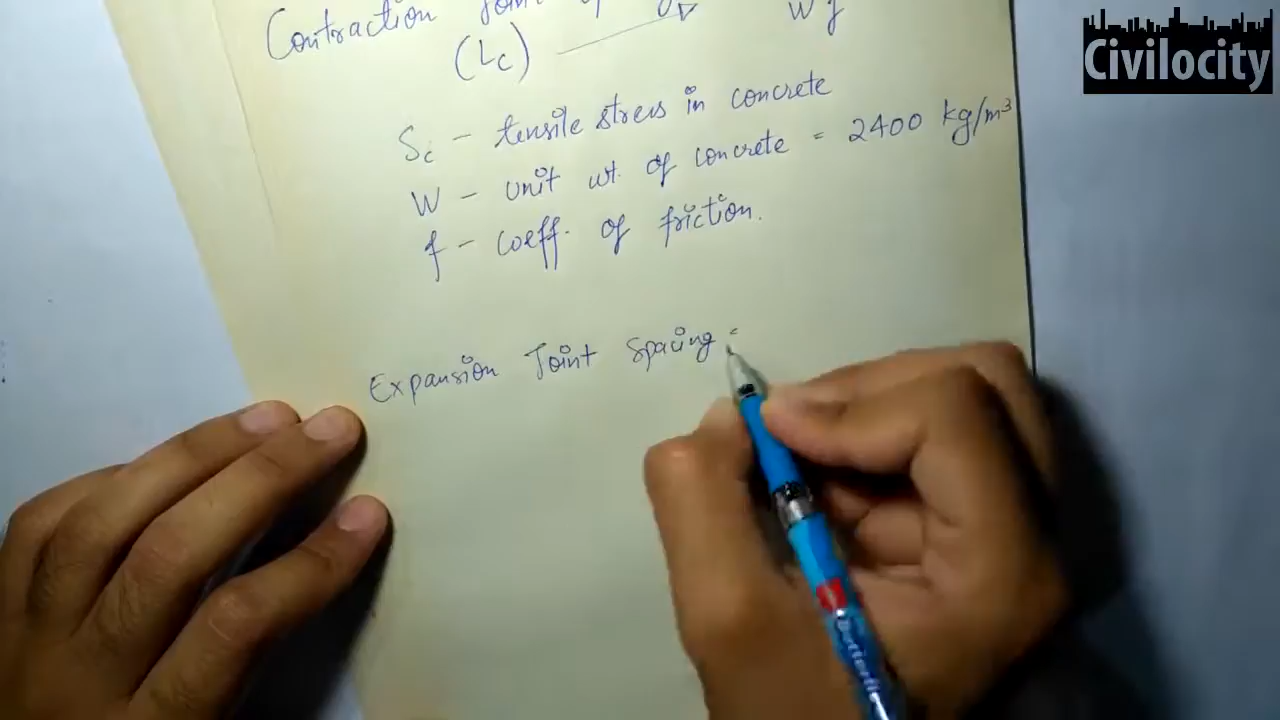 Civilocity
Contraction Joint W f
(Lc)
Sc - tensile stress in concrete
W - unit wt. of concrete = 2400 kg/m³
f - coeff. of friction.
Expansion Joint Spacing =